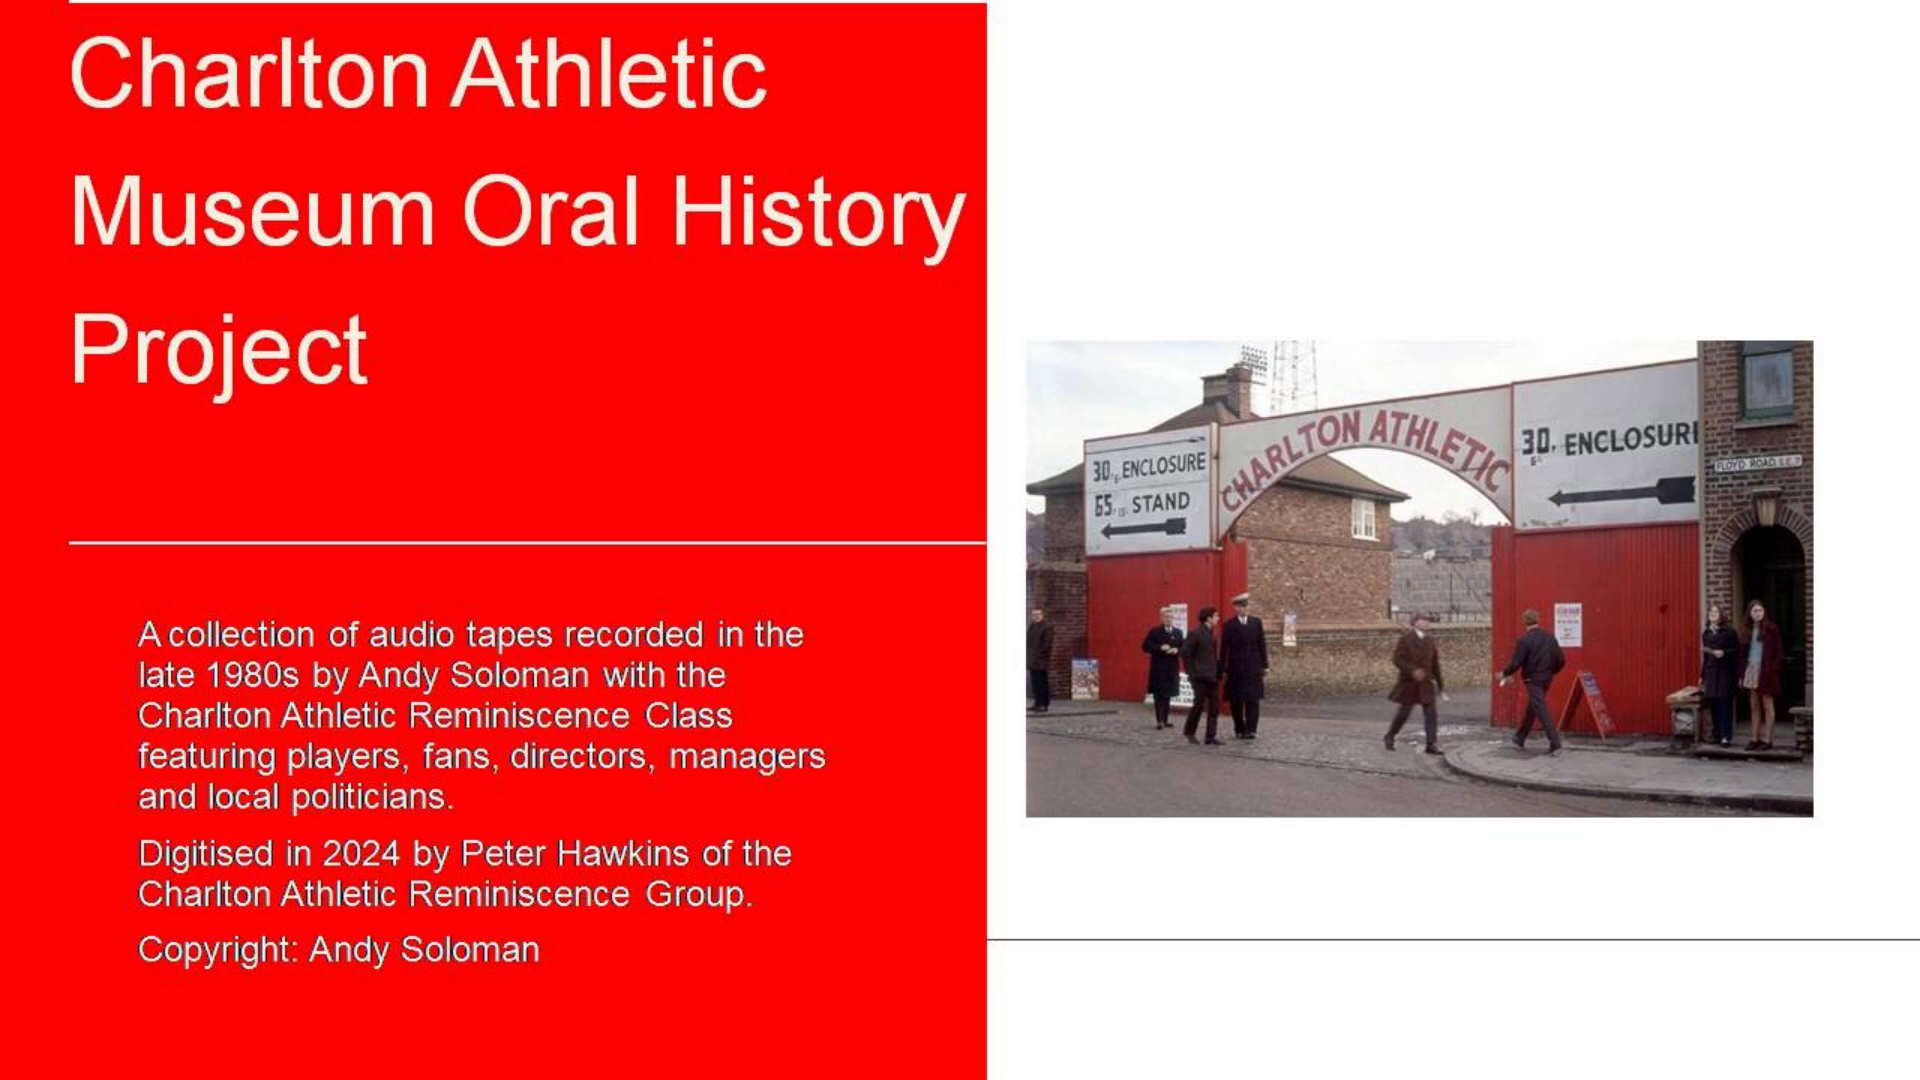 Charlton Athletic
Museum Oral History
Project
A collection of audio tapes recorded in the
late 1980s by Andy Soloman with the
Charlton Athletic Reminiscence Class
featuring players, fans, directors, managers
and local politicians.
Digitised in 2024 by Peter Hawkins of the
Charlton Athletic Reminiscence Group.
Copyright: Andy Soloman
CHARLTON ATHLETIC
30, ENCLOSURE
65, STAND
30, ENCLOSUR
FLOYD ROAD S.E.7